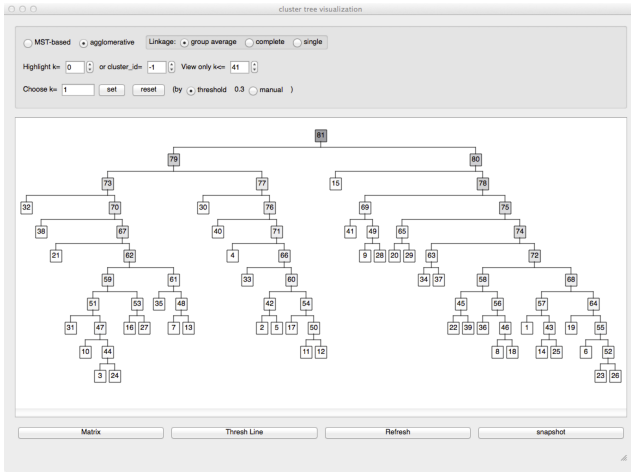 cluster tree visualization
MST-based agglomerative Linkage: group average complete single
Highlight k= 0 or cluster_id= -1 View only k<= 41
Choose k= 1 set reset (by threshold 0.3 manual )
81
79 80
73 77 15 78
32 70 30 76 69 75
38 67 40 71 41 49 65 74
21 62 4 66 9 28 20 29 63 72
59 61 33 60 34 37 58 68
51 53 35 48 42 54 45 56 57 64
31 47 16 27 7 13 2 5 17 50 22 39 36 46 1 43 19 55
10 44 11 12 8 18 14 25 6 52
3 24 23 26
Matrix Thresh Line Refresh snapshot